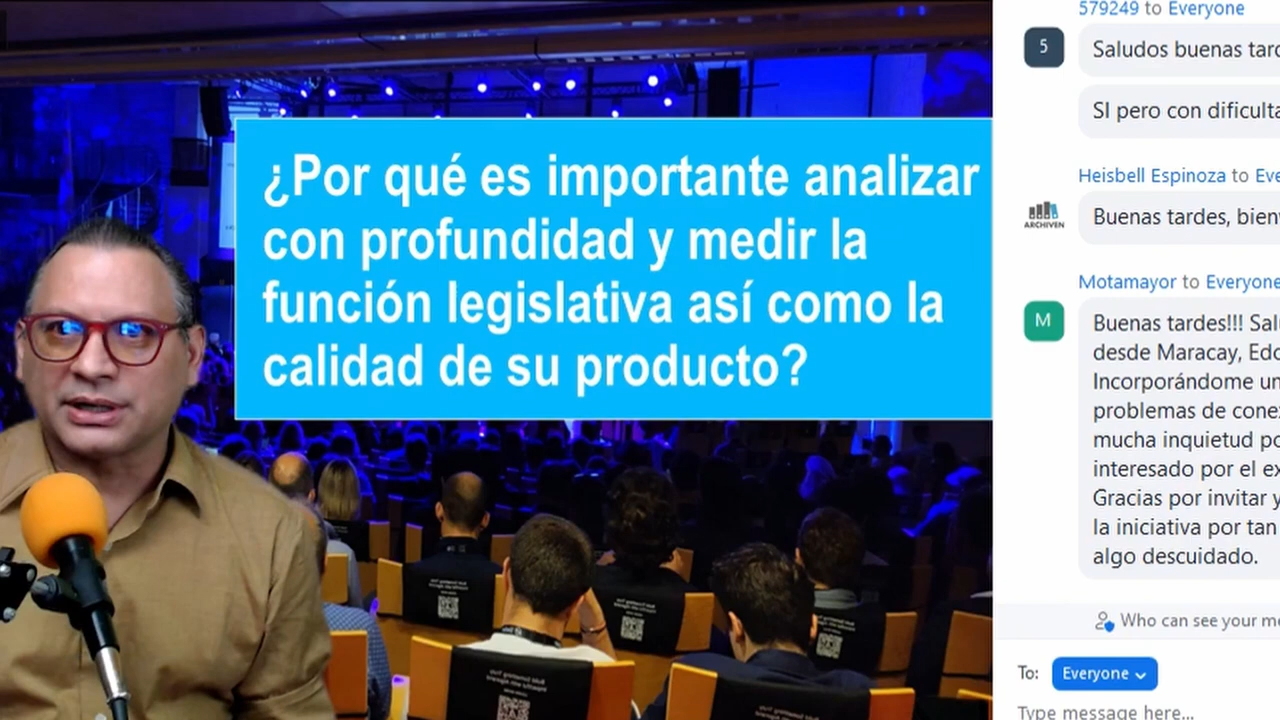 ¿Por qué es importante analizar
con profundidad y medir la
función legislativa así como la
calidad de su producto?
579249 to Everyone
5
Saludos buenas tard
SI pero con dificulta
Heisbell Espinoza to Eve
ARCHIVEN
Buenas tardes, bien
Motamayor to Everyone
M
Buenas tardes!!! Sal
desde Maracay, Edo
Incorporándome un
problemas de conex
mucha inquietud po
interesado por el ex
Gracias por invitar y
la iniciativa por tan
algo descuidado.
Who can see your me
To: Everyone
Type message here...